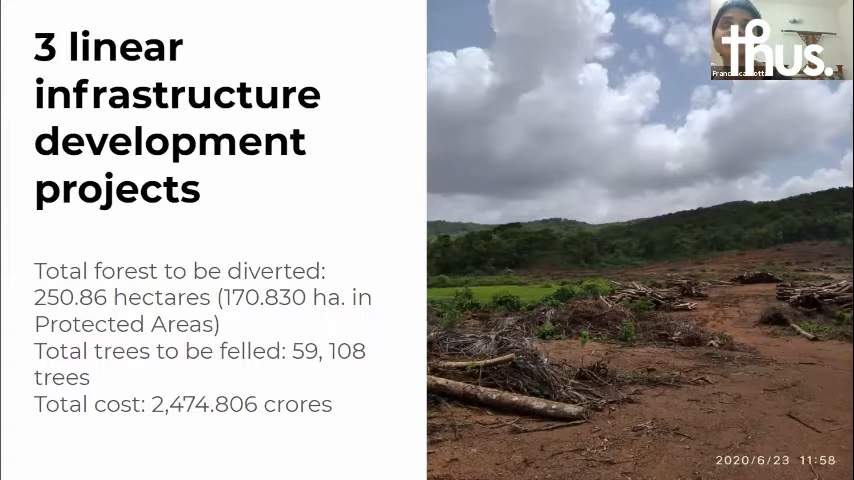 3 linear
infrastructure
development
projects
Total forest to be diverted:
250.86 hectares (170.830 ha. in
Protected Areas)
Total trees to be felled: 59, 108
trees
Total cost: 2,474.806 crores
thus.
2020/6/23 11:58